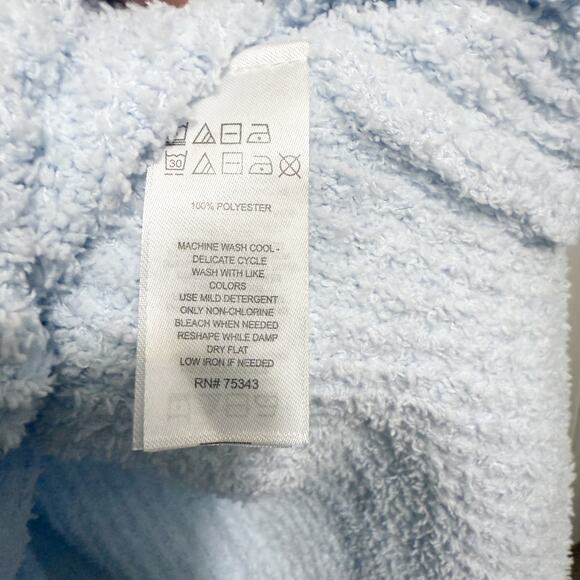 30
100% POLYESTER
MACHINE WASH COOL -
DELICATE CYCLE
WASH WITH LIKE
COLORS
USE MILD DETERGENT
ONLY NON-CHLORINE
BLEACH WHEN NEEDED
RESHAPE WHILE DAMP
DRY FLAT
LOW IRON IF NEEDED
RN# 75343